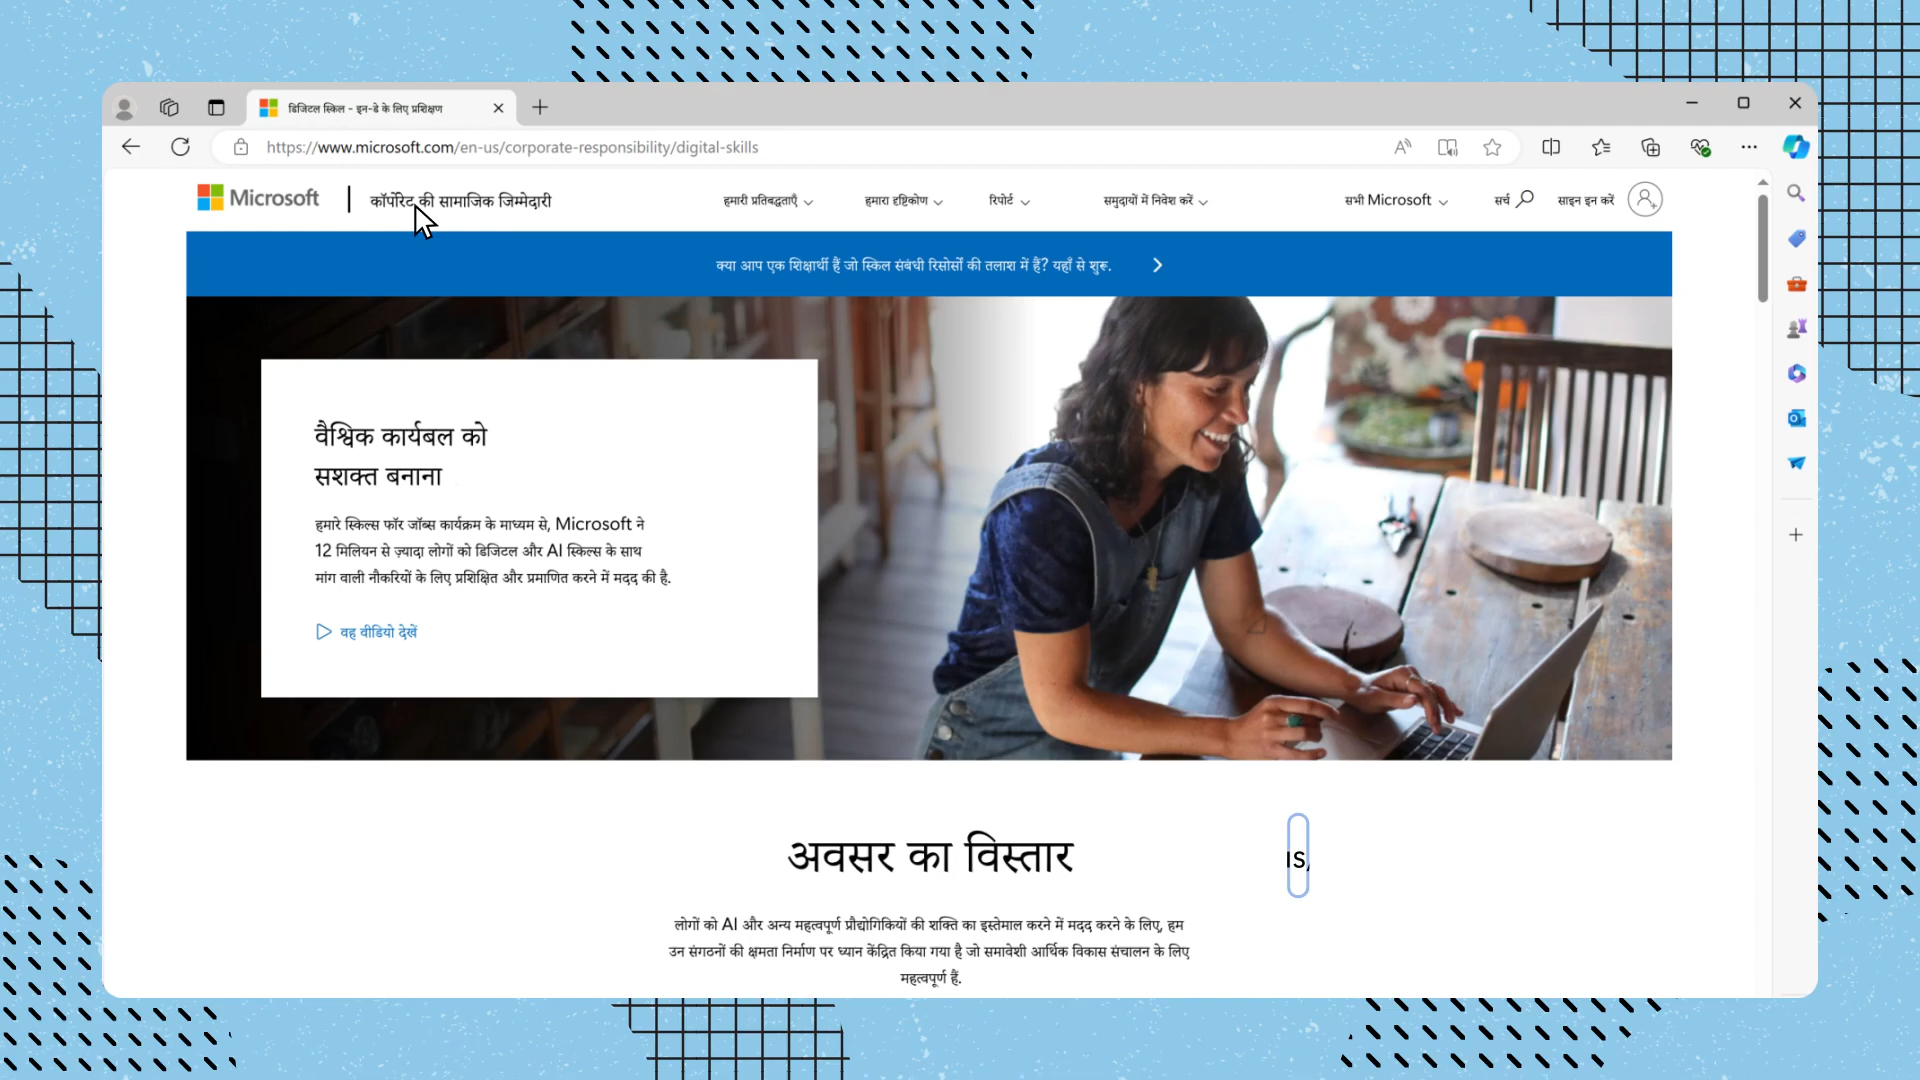 डिजिटल स्किल - इन-डे के लिए प्रशिक्षण
https://www.microsoft.com/en-us/corporate-responsibility/digital-skills
Microsoft | कॉर्पोरेट की सामाजिक जिम्मेदारी हमारी प्रतिबद्धताएँ हमारा दृष्टिकोण रिपोर्ट समुदायों में निवेश करें सभी Microsoft सर्च साइन इन करें
क्या आप एक शिक्षार्थी हैं जो स्किल संबंधी रिसोर्सों की तलाश में हैं? यहाँ से शुरू.
वैश्विक कार्यबल को
सशक्त बनाना
हमारे स्किल्स फॉर जॉब्स कार्यक्रम के माध्यम से, Microsoft ने
12 मिलियन से ज़्यादा लोगों को डिजिटल और AI स्किल्स के साथ
मांग वाली नौकरियों के लिए प्रशिक्षित और प्रमाणित करने में मदद की है.
वह वीडियो देखें
अवसर का विस्तार
IS,
लोगों को AI और अन्य महत्वपूर्ण प्रौद्योगिकियों की शक्ति का इस्तेमाल करने में मदद करने के लिए, हम
उन संगठनों की क्षमता निर्माण पर ध्यान केंद्रित किया गया है जो समावेशी आर्थिक विकास संचालन के लिए
महत्वपूर्ण हैं.